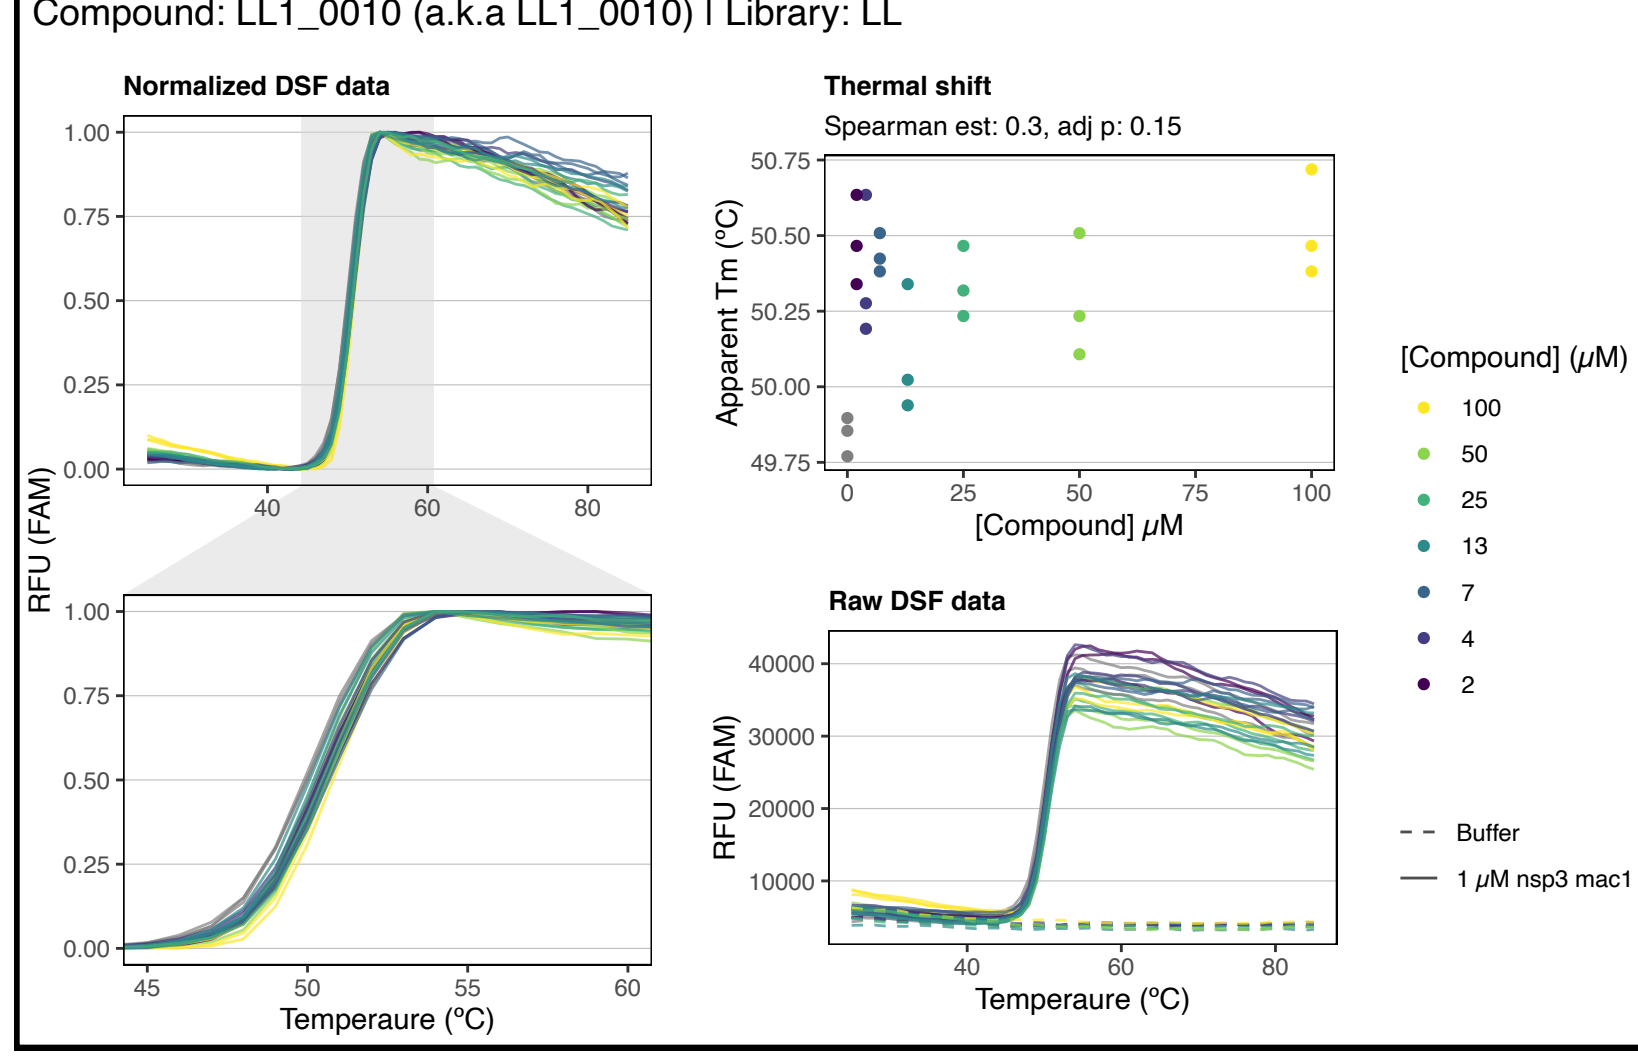 Compound: LL1_0010 (a.k.a LL1_0010) | Library: LL
Normalized DSF data
1.00
0.75
0.50
0.25
0.00
40
60
80
RFU (FAM)
1.00
0.75
0.50
0.25
0.00
45
50
55
60
Temperaure (ºC)
Thermal shift
Spearman est: 0.3, adj p: 0.15
Apparent Tm (ºC)
50.75
50.50
50.25
50.00
49.75
0
25
50
75
100
[Compound] µM
Raw DSF data
RFU (FAM)
40000
30000
20000
10000
40
60
80
Temperaure (ºC)
[Compound] (µM)
100
50
25
13
7
4
2
Buffer
1 µM nsp3 mac1